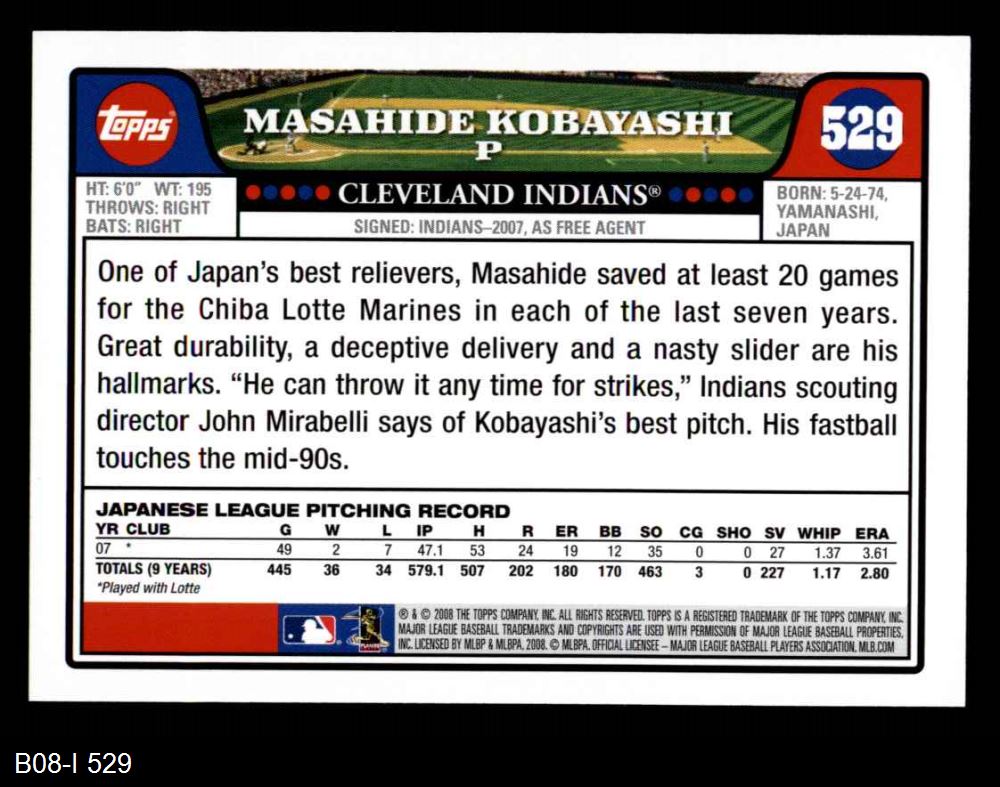 Topps
MASAHIDE KOBAYASHI
P
529
HT: 6'0" WT: 195
THROWS: RIGHT
BATS: RIGHT
CLEVELAND INDIANS®
SIGNED: INDIANS–2007, AS FREE AGENT
BORN: 5-24-74,
YAMANASHI,
JAPAN
One of Japan's best relievers, Masahide saved at least 20 games
for the Chiba Lotte Marines in each of the last seven years.
Great durability, a deceptive delivery and a nasty slider are his
hallmarks. "He can throw it any time for strikes," Indians scouting
director John Mirabelli says of Kobayashi's best pitch. His fastball
touches the mid-90s.
JAPANESE LEAGUE PITCHING RECORD
YR CLUB G W L IP H R ER BB SO CG SHO SV WHIP ERA
07 * 49 2 7 47.1 53 24 19 12 35 0 0 27 1.37 3.61
TOTALS (9 YEARS) 445 36 34 579.1 507 202 180 170 463 3 0 227 1.17 2.80
*Played with Lotte
® & © 2008 THE TOPPS COMPANY, INC. ALL RIGHTS RESERVED. TOPPS IS A REGISTERED TRADEMARK OF THE TOPPS COMPANY, INC.
MAJOR LEAGUE BASEBALL TRADEMARKS AND COPYRIGHTS ARE USED WITH PERMISSION OF MAJOR LEAGUE BASEBALL PROPERTIES,
INC. LICENSED BY MLBP & MLBPA, 2008. © MLBPA. OFFICIAL LICENSEE – MAJOR LEAGUE BASEBALL PLAYERS ASSOCIATION, MLB.COM
B08-I 529